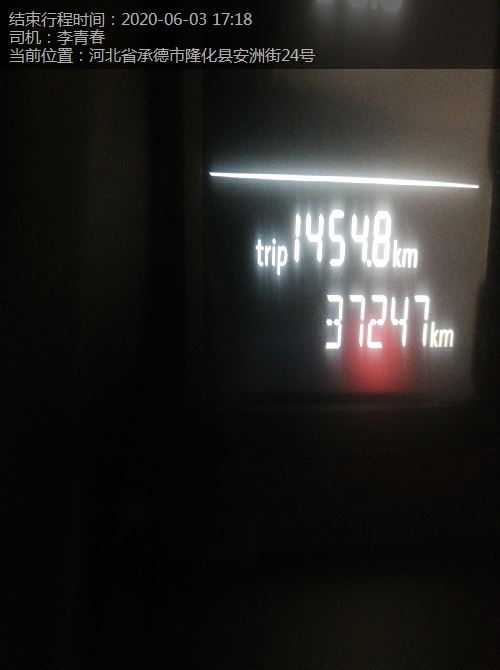 结束行程时间：2020-06-03 17:18
司机：李青春
当前位置：河北省承德市隆化县安洲街24号
trip 1454.8 km
37247 km